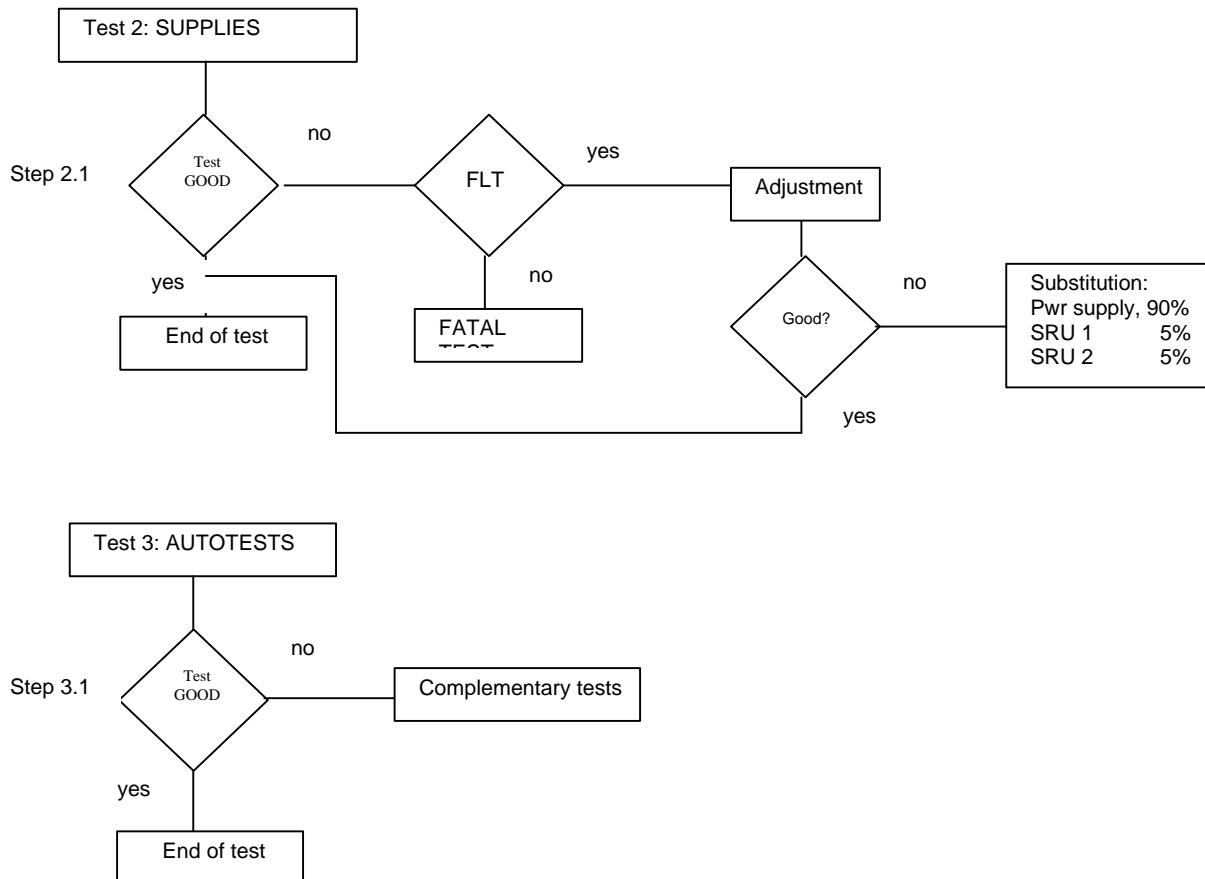 Test 2: SUPPLIES
no
yes
Step 2.1
Test
GOOD
FLT
Adjustment
yes
no
no
End of test
FATAL
Good?
Substitution:
Pwr supply, 90%
SRU 1 5%
SRU 2 5%
yes
Test 3: AUTOTESTS
no
Step 3.1
Test
GOOD
Complementary tests
yes
End of test